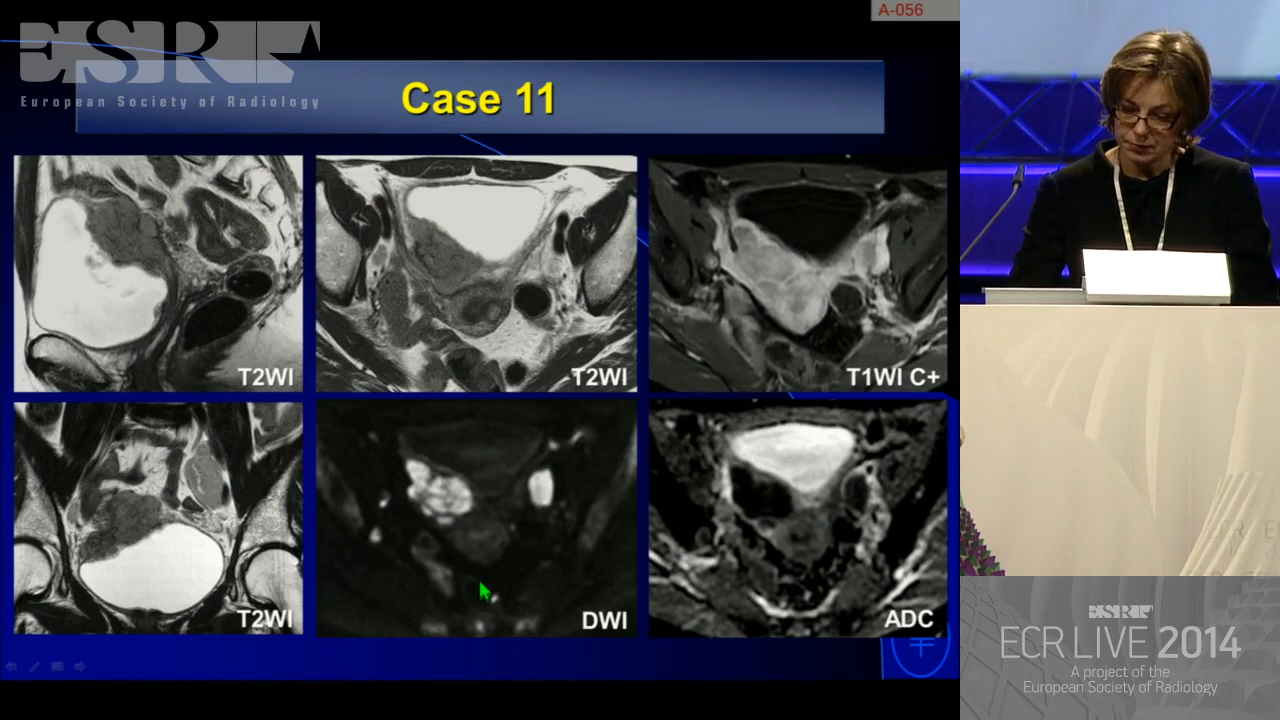 A-056
ESR
European Society of Radiology
Case 11
T2WI
T2WI
T1WI C+
T2WI
DWI
ADC
ESR
ECR LIVE 2014
A project of the
European Society of Radiology